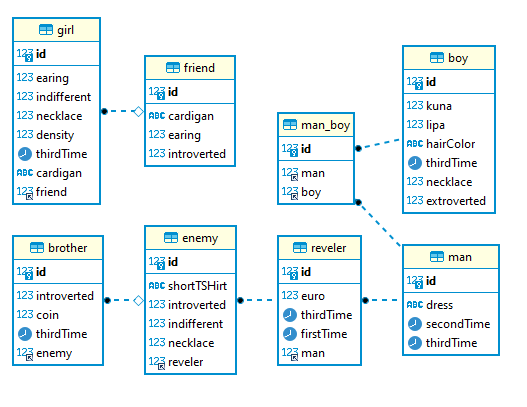 girl
123 id
123 earing
123 indifferent
123 necklace
123 density
thirdTime
ABC cardigan
123 friend
friend
123 id
ABC cardigan
123 earing
123 introverted
man_boy
123 id
123 man
123 boy
boy
123 id
123 kuna
123 lipa
ABC hairColor
thirdTime
123 necklace
123 extroverted
brother
123 id
123 introverted
123 coin
thirdTime
123 enemy
enemy
123 id
ABC shortTSHirt
123 introverted
123 indifferent
123 necklace
123 reveler
reveler
123 id
123 euro
thirdTime
firstTime
123 man
man
123 id
ABC dress
secondTime
thirdTime